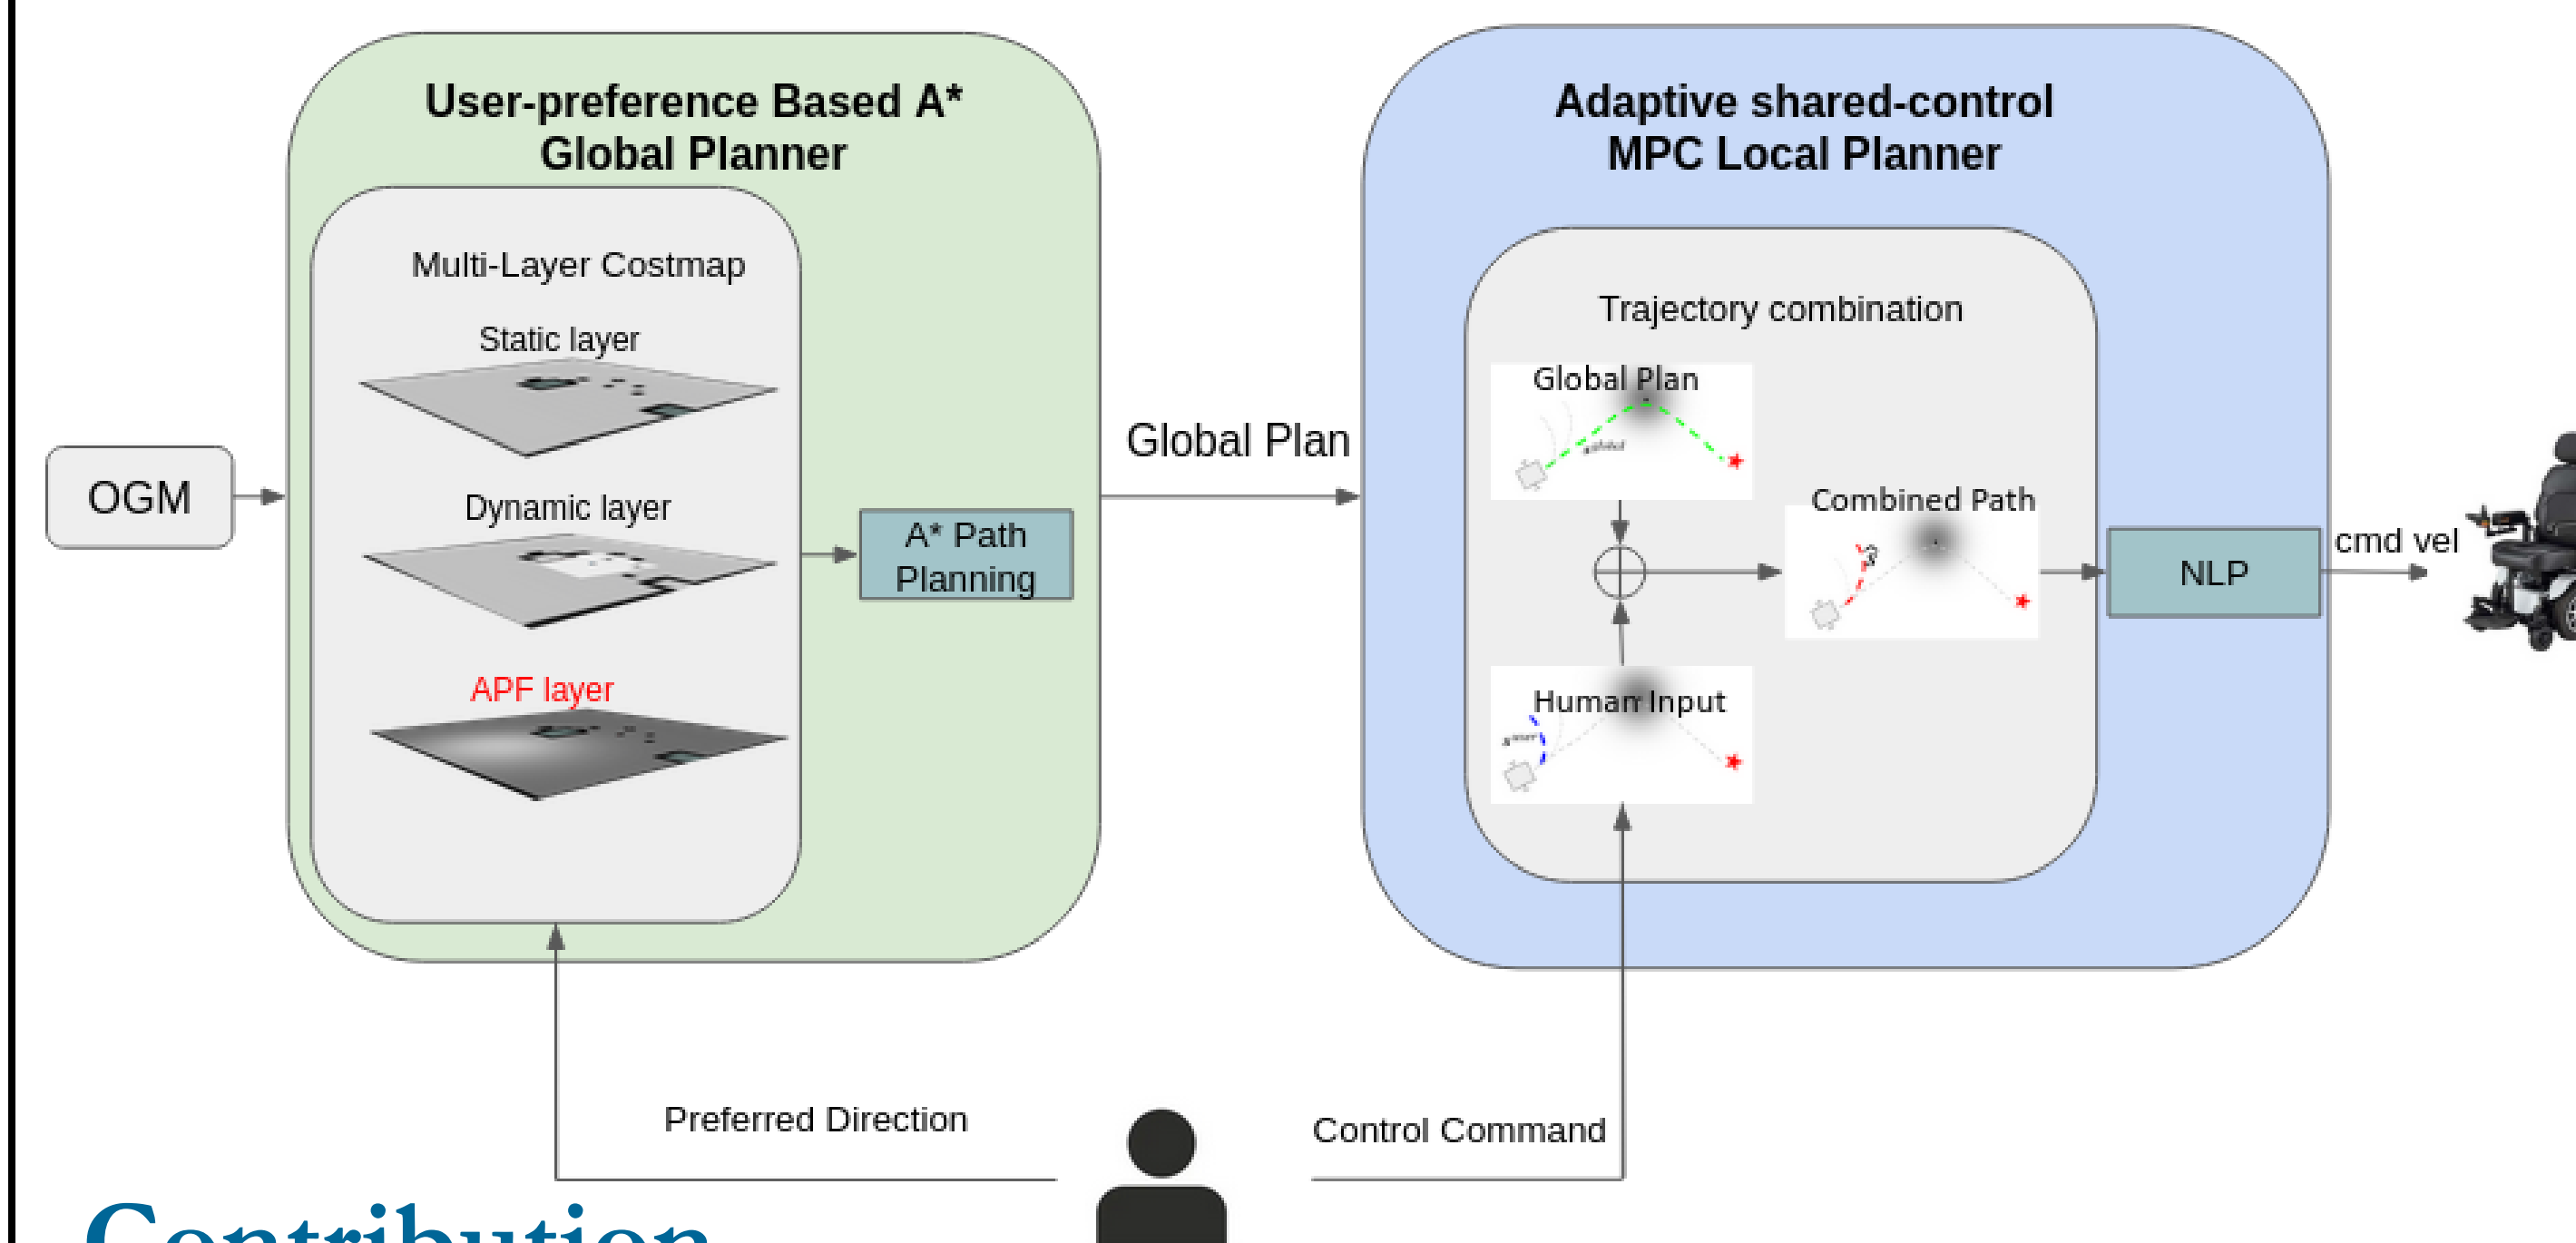 User-preference Based A*
Global Planner
Multi-Layer Costmap
Static layer
Dynamic layer
APF layer
OGM
A* Path
Planning
Global Plan
Adaptive shared-control
MPC Local Planner
Trajectory combination
Global Plan
Combined Path
Human Input
NLP
cmd vel
Preferred Direction
Control Command
Contribution